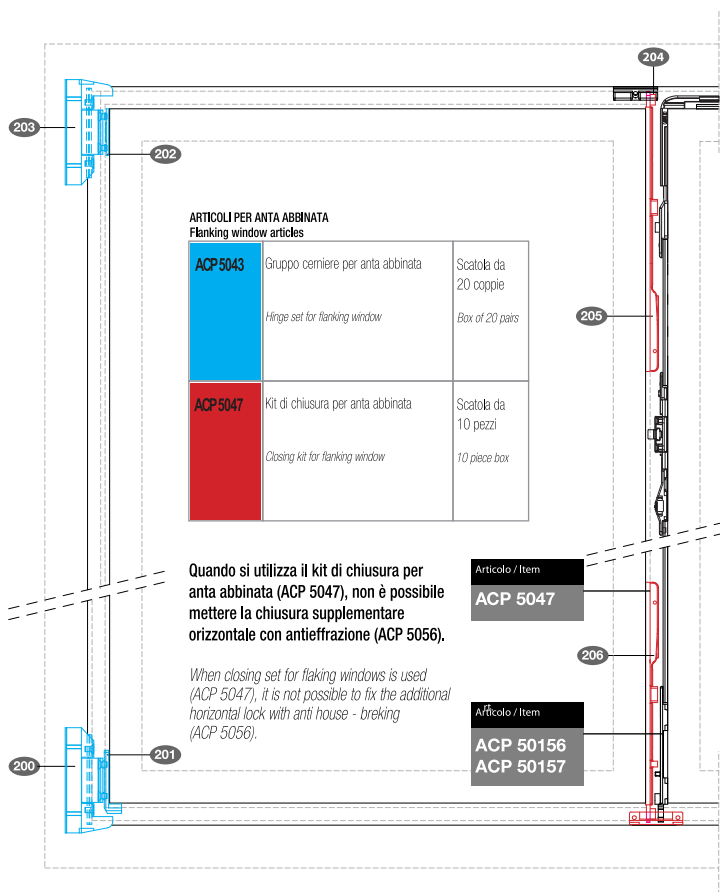 204
203
202
ARTICOLI PER ANTA ABBINATA
Flanking window articles
ACP 5043
Gruppo cerniere per anta abbinata
Scatola da
20 coppie
Hinge set for flanking window
Box of 20 pairs
205
ACP 5047
Kit di chiusura per anta abbinata
Scatola da
10 pezzi
Closing kit for flanking window
10 piece box
Quando si utilizza il kit di chiusura per
anta abbinata (ACP 5047), non è possibile
mettere la chiusura supplementare
orizzontale con antieffrazione (ACP 5056).
Articolo / Item
ACP 5047
206
When closing set for flaking windows is used
(ACP 5047), it is not possible to fix the additional
horizontal lock with anti house - breking
(ACP 5056).
Articolo / Item
ACP 50156
ACP 50157
201
200